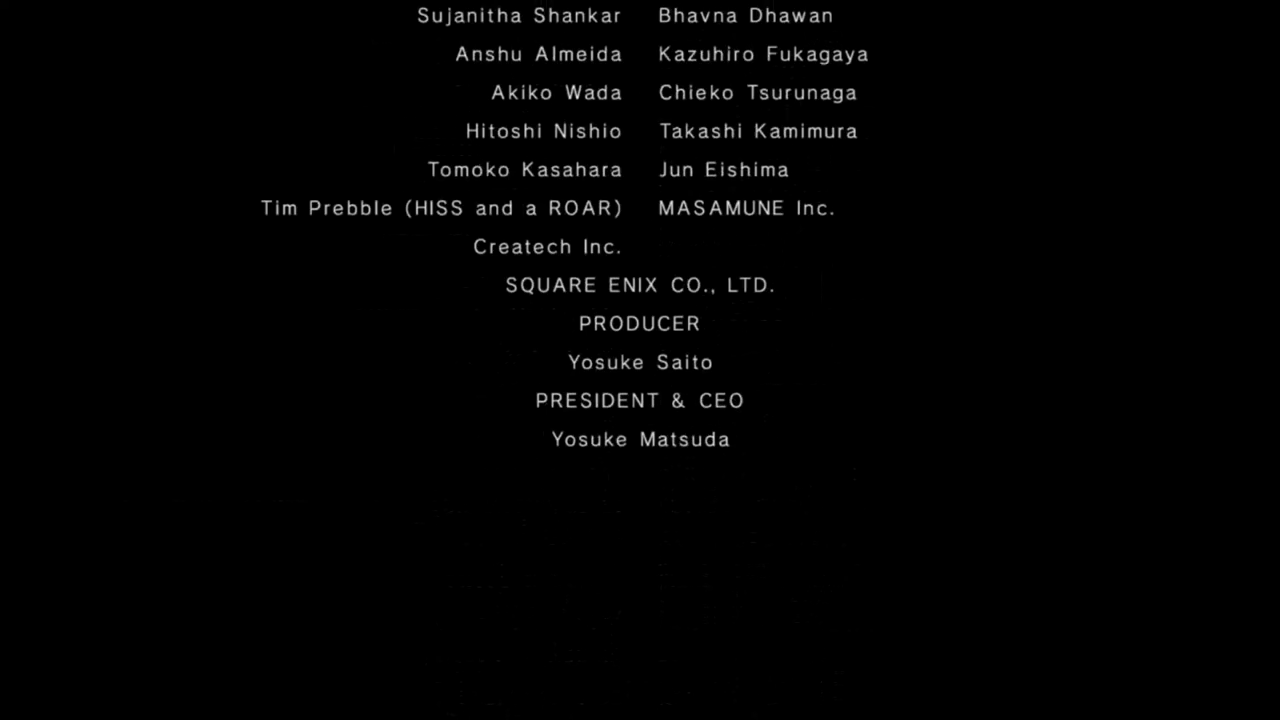 Sujanitha Shankar Bhavna Dhawan
Anshu Almeida Kazuhiro Fukagaya
Akiko Wada Chieko Tsurunaga
Hitoshi Nishio Takashi Kamimura
Tomoko Kasahara Jun Eishima
Tim Prebble (HISS and a ROAR) MASAMUNE Inc.
Createch Inc.
SQUARE ENIX CO., LTD.
PRODUCER
Yosuke Saito
PRESIDENT & CEO
Yosuke Matsuda